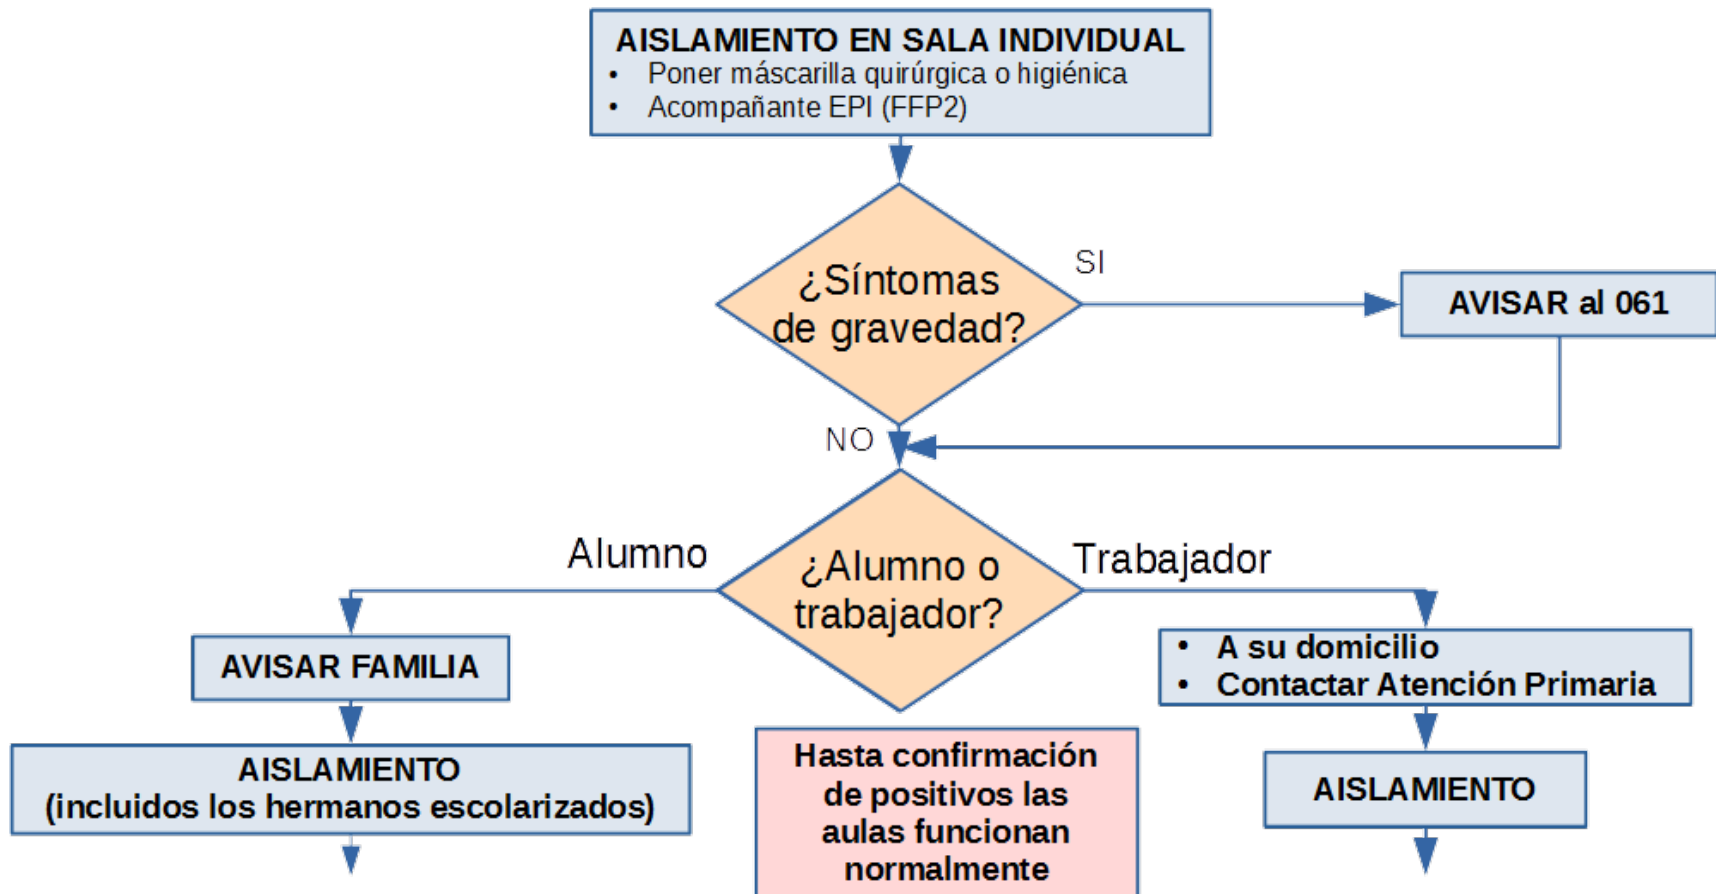 AISLAMIENTO EN SALA INDIVIDUAL
• Poner máscarilla quirúrgica o higiénica
• Acompañante EPI (FFP2)
¿Síntomas
de gravedad?
SI
AVISAR al 061
NO
¿Alumno o
trabajador?
Alumno
Trabajador
AVISAR FAMILIA
• A su domicilio
• Contactar Atención Primaria
AISLAMIENTO
(incluidos los hermanos escolarizados)
Hasta confirmación
de positivos las
aulas funcionan
normalmente
AISLAMIENTO